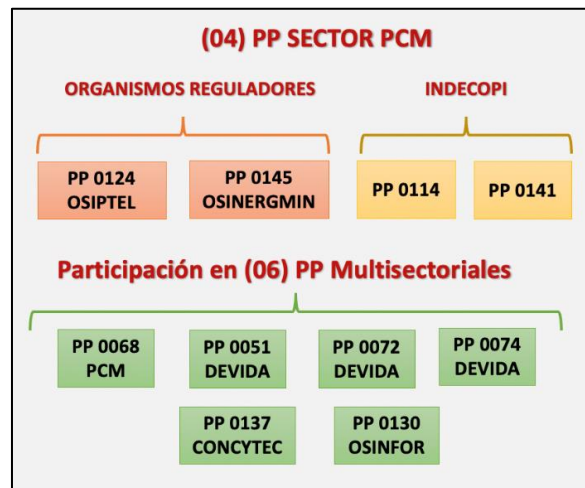 (04) PP SECTOR PCM
ORGANISMOS REGULADORES
INDECOPI
PP 0124
OSIPTEL
PP 0145
OSINERGMIN
PP 0114
PP 0141
Participación en (06) PP Multisectoriales
PP 0068
PCM
PP 0051
DEVIDA
PP 0072
DEVIDA
PP 0074
DEVIDA
PP 0137
CONCYTEC
PP 0130
OSINFOR